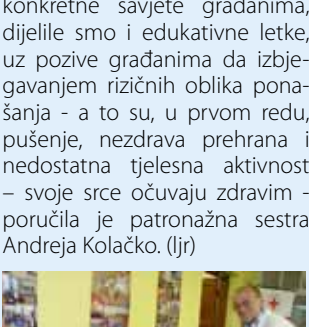 konkretne savjete građanima,
dijelile smo i edukativne letke,
uz pozive građanima da izbje-
gavanjem rizičnih oblika pona-
šanja - a to su, u prvom redu,
pušenje, nezdrava prehrana i
nedostatna tjelesna aktivnost
– svoje srce očuvaju zdravim -
poručila je patronažna sestra
Andreja Kolačko. (ljr)